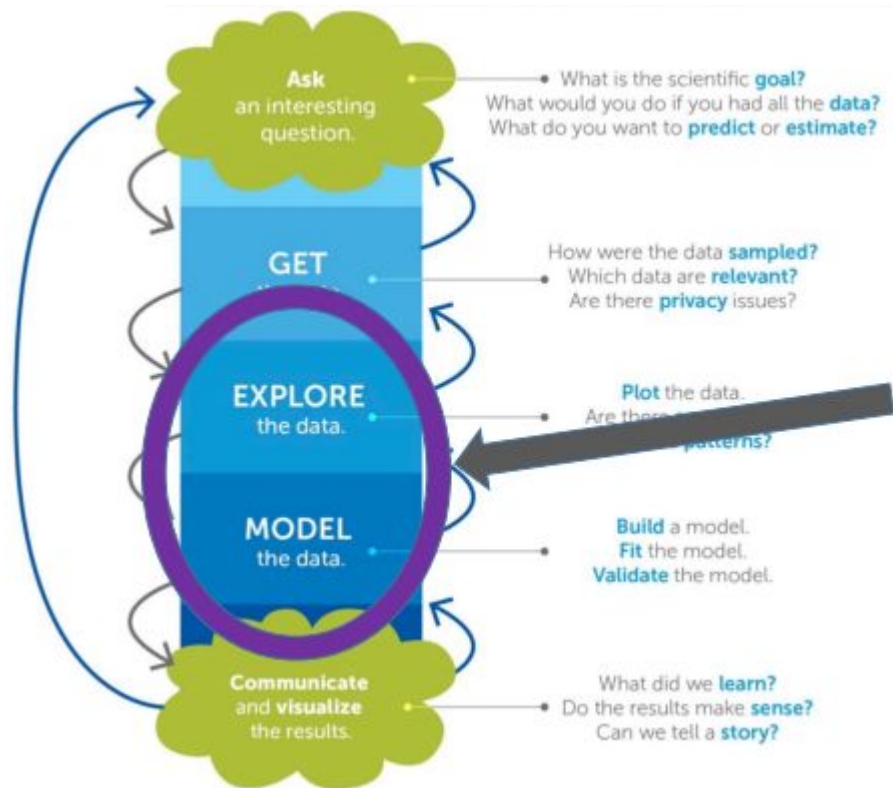 Ask
an interesting
question.
What is the scientific goal?
What would you do if you had all the data?
What do you want to predict or estimate?
GET
How were the data sampled?
Which data are relevant?
Are there privacy issues?
EXPLORE
the data.
Plot the data.
Are there
patterns?
MODEL
the data.
Build a model.
Fit the model.
Validate the model.
Communicate
and visualize
the results.
What did we learn?
Do the results make sense?
Can we tell a story?